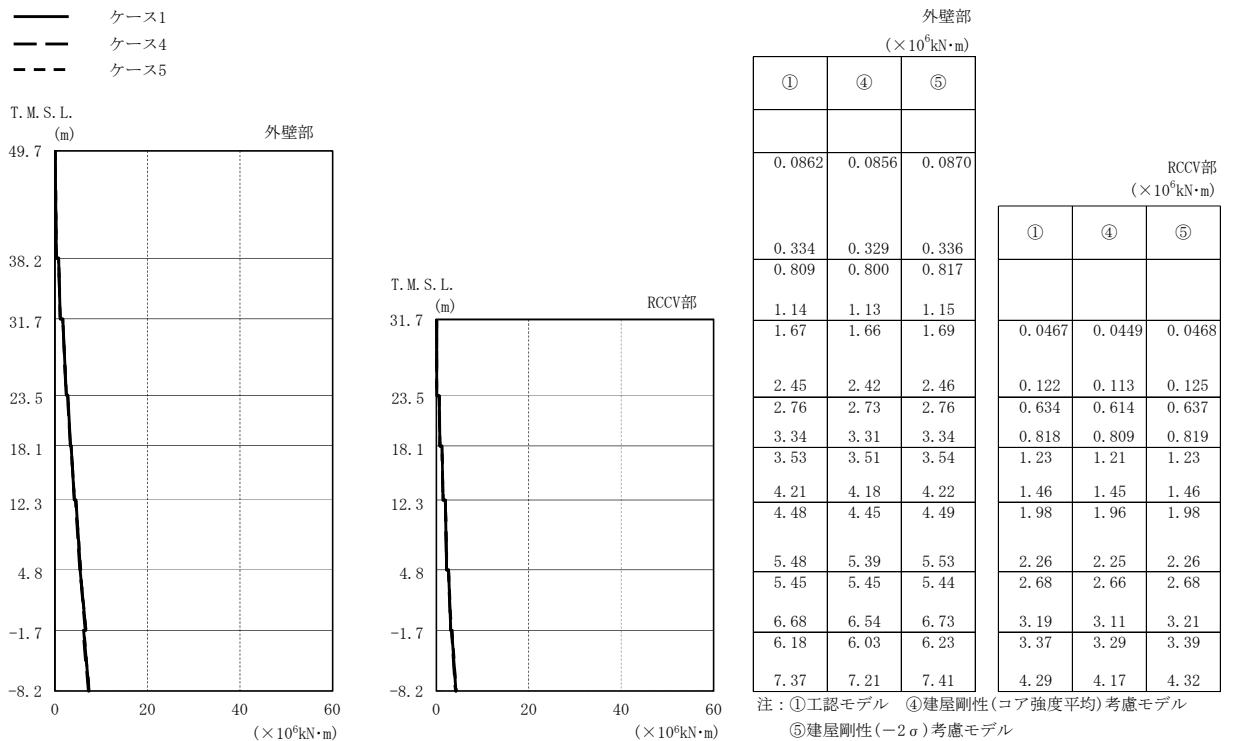 ケース1
ケース4
ケース5
T.M.S.L.
(m)
外壁部
49.7
38.2
31.7
23.5
18.1
12.3
4.8
-1.7
-8.2
0 20 40 60
(×10⁶kN・m)
T.M.S.L.
(m)
RCCV部
31.7
23.5
18.1
12.3
4.8
-1.7
-8.2
0 20 40 60
(×10⁶kN・m)
外壁部
(×10⁶kN・m)
① ④ ⑤
0.0862 0.0856 0.0870
0.334 0.329 0.336
0.809 0.800 0.817
1.14 1.13 1.15
1.67 1.66 1.69
2.45 2.42 2.46
2.76 2.73 2.76
3.34 3.31 3.34
3.53 3.51 3.54
4.21 4.18 4.22
4.48 4.45 4.49
5.48 5.39 5.53
5.45 5.45 5.44
6.68 6.54 6.73
6.18 6.03 6.23
7.37 7.21 7.41
RCCV部
(×10⁶kN・m)
① ④ ⑤
0.0467 0.0449 0.0468
0.122 0.113 0.125
0.634 0.614 0.637
0.818 0.809 0.819
1.23 1.21 1.23
1.46 1.45 1.46
1.98 1.96 1.98
2.26 2.25 2.26
2.68 2.66 2.68
3.19 3.11 3.21
3.37 3.29 3.39
4.29 4.17 4.32
注：①工認モデル ④建屋剛性(コア強度平均)考慮モデル
⑤建屋剛性(－2σ)考慮モデル